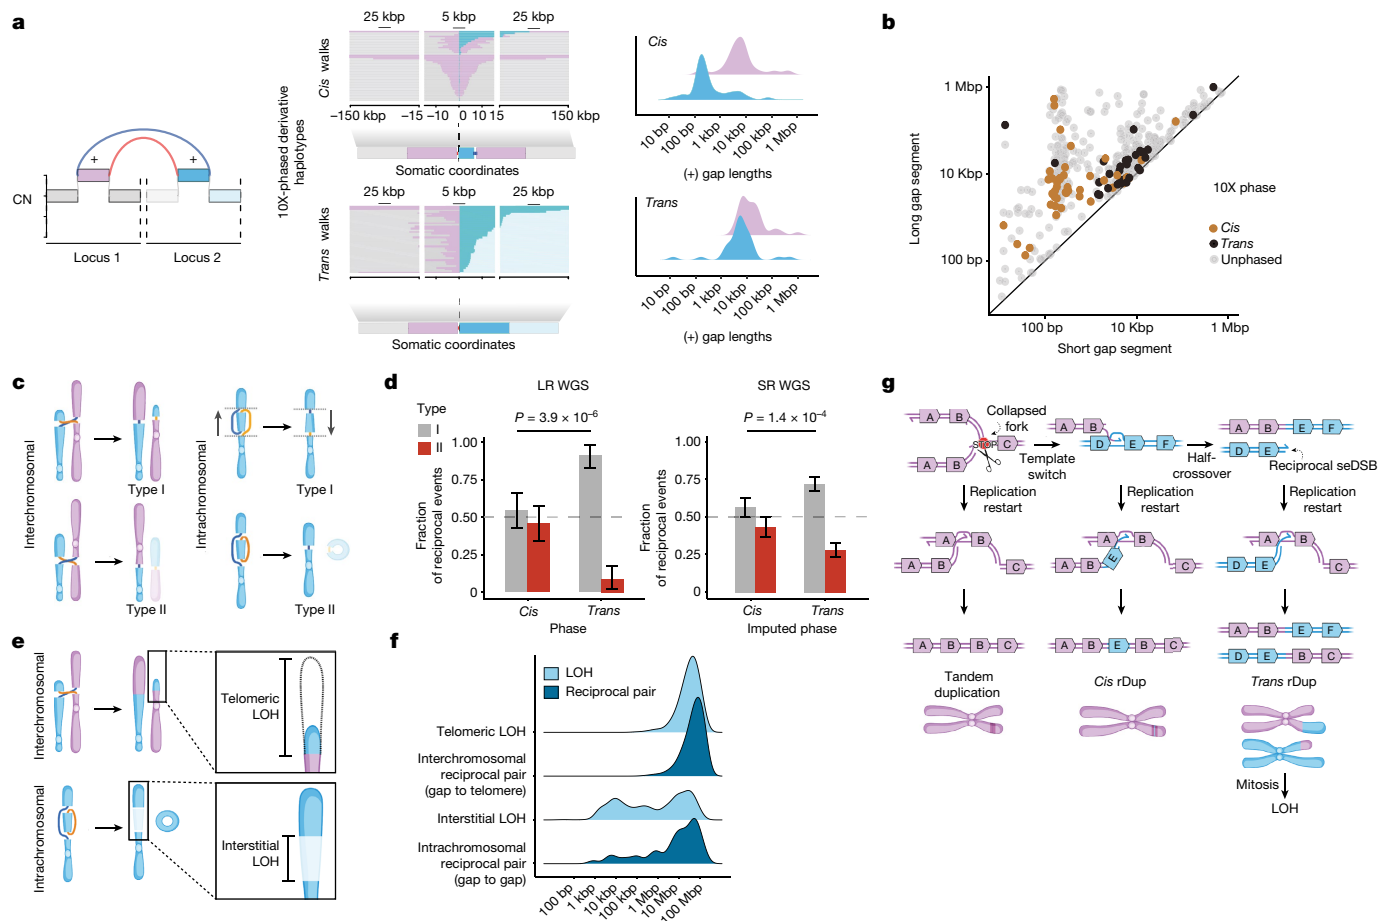 a
CN
+
+
Locus 1
Locus 2
10X-phased derivative
haplotypes
Cis walks
25 kbp
5 kbp
25 kbp
−150 kbp
−15
−10
0
10
15
150 kbp
Somatic coordinates
Trans walks
25 kbp
5 kbp
25 kbp
Somatic coordinates
Cis
10 bp
100 bp
1 kbp
10 kbp
100 kbp
1 Mbp
(+) gap lengths
Trans
10 bp
100 bp
1 kbp
10 kbp
100 kbp
1 Mbp
(+) gap lengths
b
Long gap segment
1 Mbp
10 Kbp
100 bp
100 bp
10 Kbp
1 Mbp
Short gap segment
10X phase
Cis
Trans
Unphased
c
Interchromosomal
Type I
Type II
Intrachromosomal
Type I
Type II
d
Type
I
II
LR WGS
P = 3.9 × 10−6
Fraction
of reciprocal events
1.00
0.75
0.50
0.25
0
Cis
Trans
Phase
SR WGS
P = 1.4 × 10−4
Fraction
of reciprocal events
1.00
0.75
0.50
0.25
0
Cis
Trans
Imputed phase
e
Interchromosomal
Telomeric
LOH
Intrachromosomal
Interstitial
LOH
f
LOH
Reciprocal pair
Telomeric LOH
Interchromosomal
reciprocal pair
(gap to telomere)
Interstitial LOH
Intrachromosomal
reciprocal pair
(gap to gap)
100 bp
1 kbp
10 kbp
100 kbp
1 Mbp
10 Mbp
100 Mbp
g
A B
STOP
C
A B
Collapsed
fork
Template
switch
A B
D E F
Half-
crossover
A B E F
D E
Reciprocal seDSB
Replication
restart
Replication
restart
Replication
restart
A B
A B
C
A B
A B E
C
A B
D E
C
A B B C
A B E B C
A B E F
D E B C
Tandem
duplication
Cis rDup
Trans rDup
Mitosis
LOH